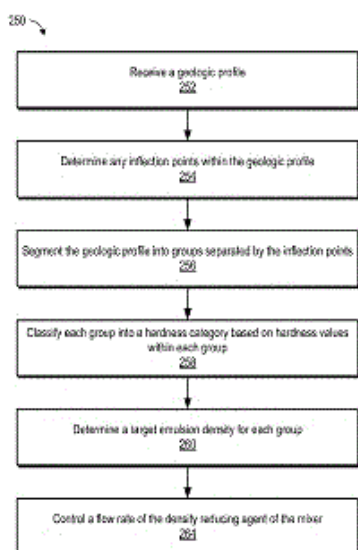 250
Receive a geologic profile
252
Determine any inflection points within the geologic profile
254
Segment the geologic profile into groups separated by the inflection points
256
Classify each group into a hardness category based on hardness values
within each group
258
Determine a target emulsion density for each group
260
Control a flow rate of the density reducing agent of the mixer
264